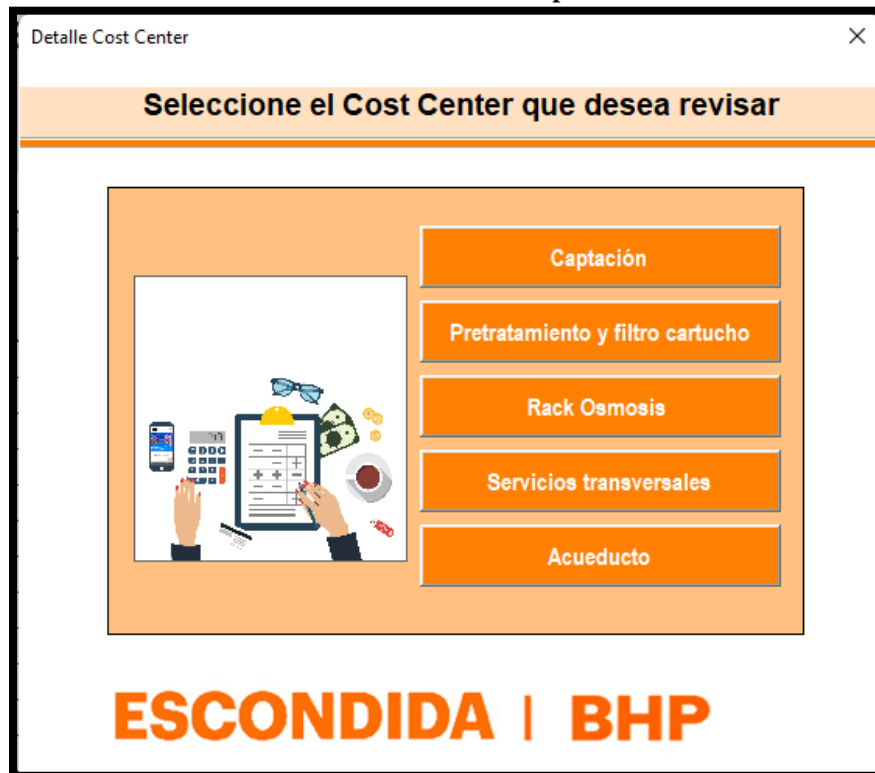 Detalle Cost Center
Seleccione el Cost Center que desea revisar
Captación
Pretratamiento y filtro cartucho
Rack Osmosis
Servicios transversales
Acueducto
ESCONDIDA | BHP